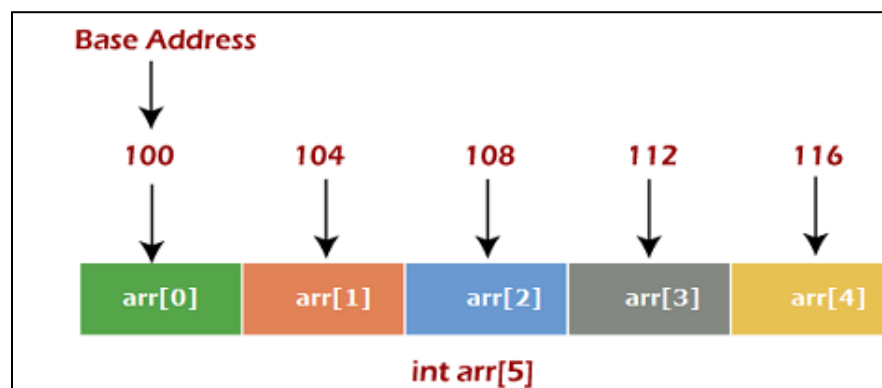 Base Address
100 104 108 112 116
arr[0] arr[1] arr[2] arr[3] arr[4]
int arr[5]